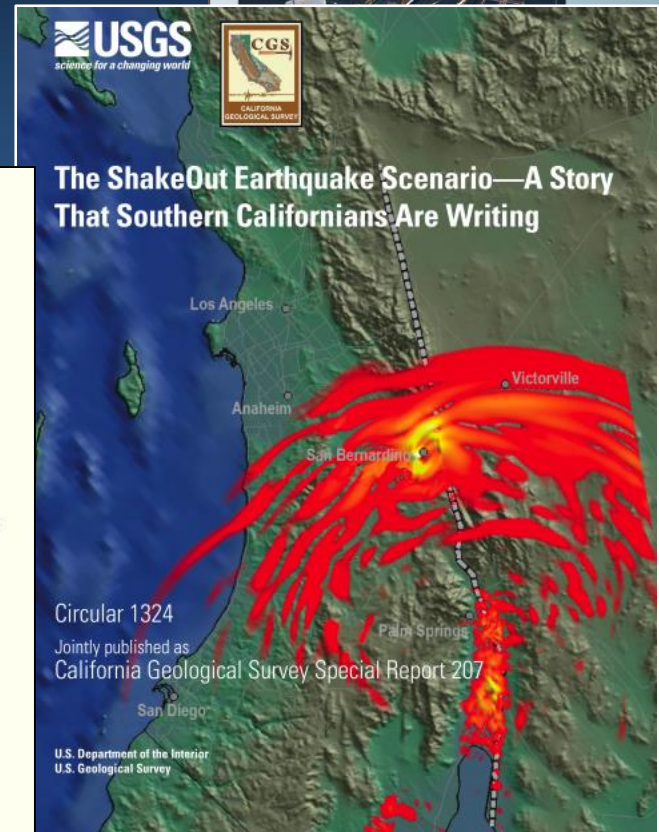 USGS
science for a changing world
CGS
CALIFORNIA
GEOLOGICAL SURVEY
The ShakeOut Earthquake Scenario—A Story
That Southern Californians Are Writing
Los Angeles
Victorville
Anaheim
San Bernardino
Circular 1324
Jointly published as
California Geological Survey Special Report 207
Palm Springs
San Diego
U.S. Department of the Interior
U.S. Geological Survey